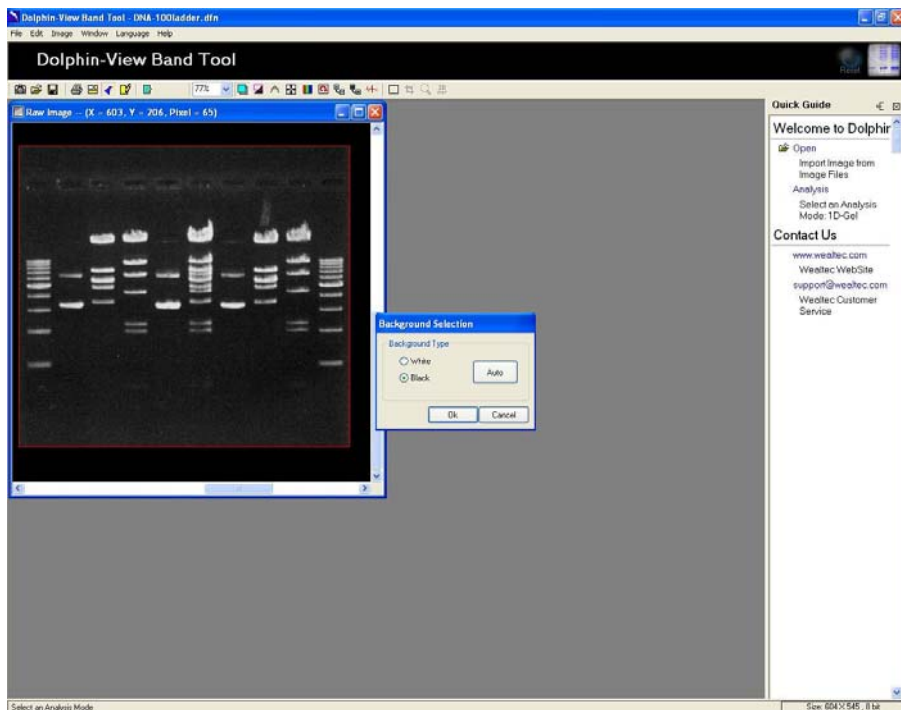 Dolphin-View Band Tool - DNA-100ladder.dfn
File Edit Image Window Language Help
Dolphin-View Band Tool
77%
Raw Image -- (X = 603, Y = 206, Pixel = 65)
Background Selection
Background Type
White
Black
Auto
Ok
Cancel
Quick Guide
Welcome to Dolphir
Open
Import Image from
Image Files
Analysis
Select an Analysis
Mode: 1D-Gel
Contact Us
www.wealtec.com
Wealtec WebSite
support@wealtec.com
Wealtec Customer
Service
Select an Analysis Mode
Size: 604 X 545 , 8 bit